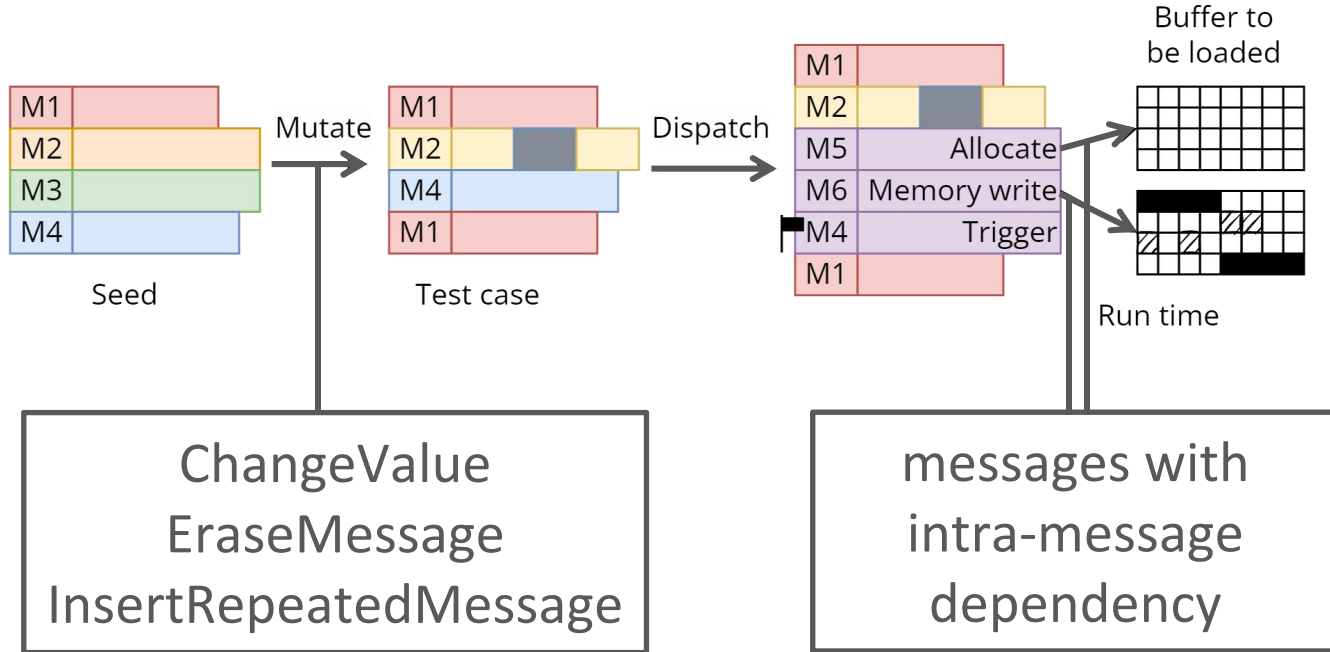 M1
M2
M3
M4
Seed
Mutate
M1
M2
M4
M1
Test case
Dispatch
M1
M2
M5 Allocate
M6 Memory write
M4 Trigger
M1
Buffer to
be loaded
Run time
ChangeValue
EraseMessage
InsertRepeatedMessage
messages with
intra-message
dependency